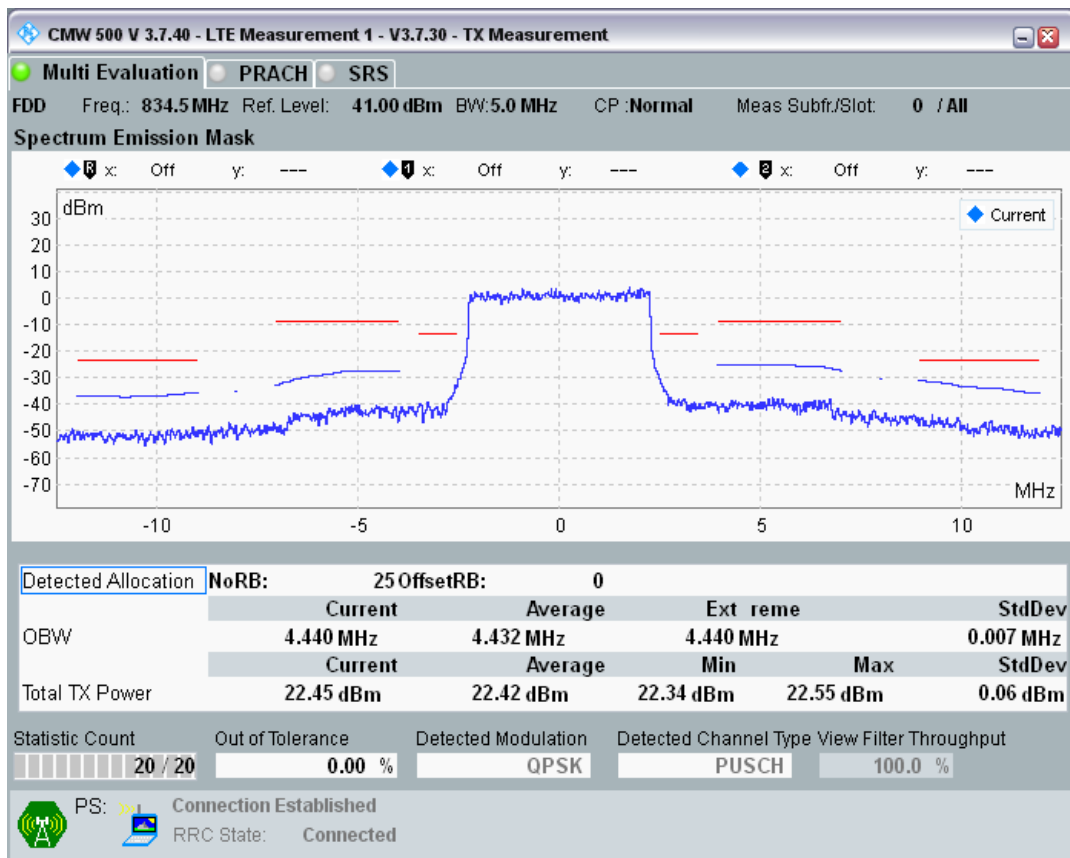 CMW 500 V 3.7.40 - LTE Measurement 1 - V3.7.30 - TX Measurement
Multi Evaluation PRACH SRS
FDD Freq.: 834.5 MHz Ref. Level: 41.00 dBm BW:5.0 MHz CP :Normal Meas Subfr./Slot: 0 / All
Spectrum Emission Mask
R x: Off y: --- 1 x: Off y: --- 2 x: Off y: ---
dBm
Current
30
20
10
0
-10
-20
-30
-40
-50
-60
-70
MHz
-10 -5 0 5 10
Detected Allocation NoRB: 25 OffsetRB: 0
Current Average Ext reme StdDev
OBW 4.440 MHz 4.432 MHz 4.440 MHz 0.007 MHz
Current Average Min Max StdDev
Total TX Power 22.45 dBm 22.42 dBm 22.34 dBm 22.55 dBm 0.06 dBm
Statistic Count Out of Tolerance Detected Modulation Detected Channel Type View Filter Throughput
20 / 20 0.00 % QPSK PUSCH 100.0 %
PS: Connection Established
RRC State: Connected